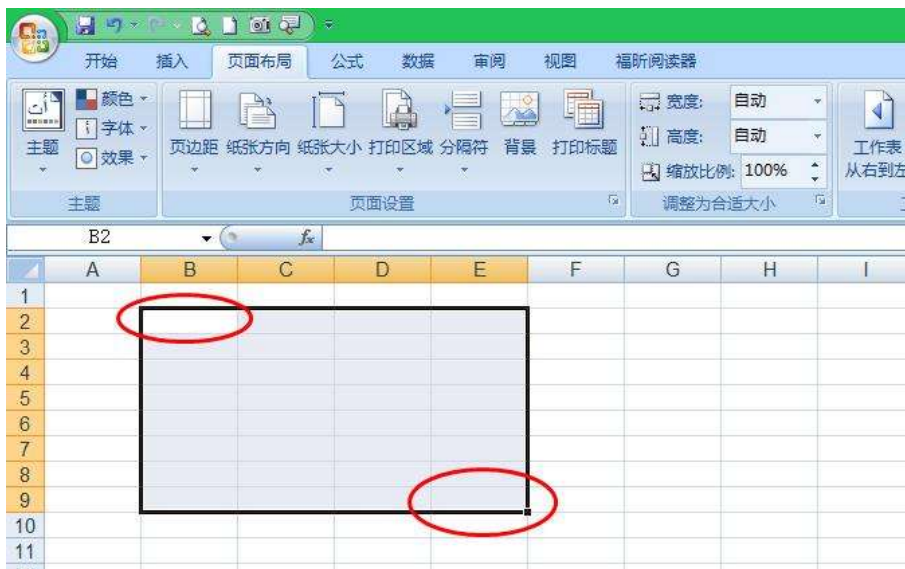 开始 插入 页面布局 公式 数据 审阅 视图 福昕阅读器
主题
颜色
字体
效果
页边距 纸张方向 纸张大小 打印区域 分隔符 背景 打印标题
宽度: 自动
高度: 自动
缩放比例: 100%
工作表
从右到左
主题 页面设置 调整为合适大小
B2 fx
A B C D E F G H I
1
2
3
4
5
6
7
8
9
10
11